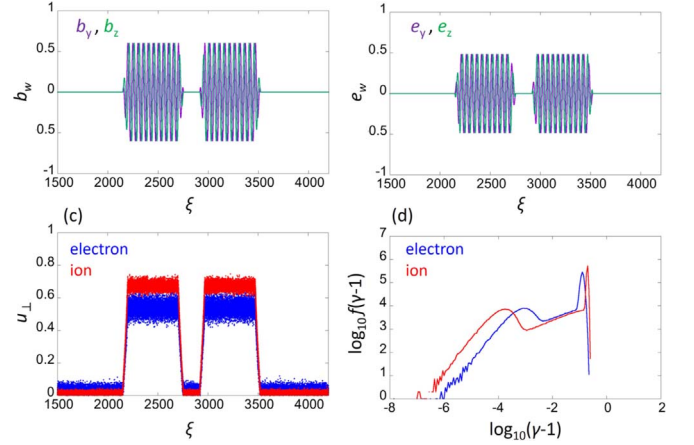 b_y , b_z
e_y , e_z
1
0.5
0
0.5
-1
b_w
1500 2000 2500 3000 3500 4000
ξ
1
0.5
0
0.5
-1
e_w
1500 2000 2500 3000 3500 4000
ξ
(c)
(d)
electron
ion
1
0.8
0.6
0.4
0.2
0
u_⊥
1500 2000 2500 3000 3500 4000
ξ
electron
ion
7
6
5
4
3
2
1
0
log₁₀f(γ-1)
-8 -6 -4 -2 0 2
log₁₀(γ-1)